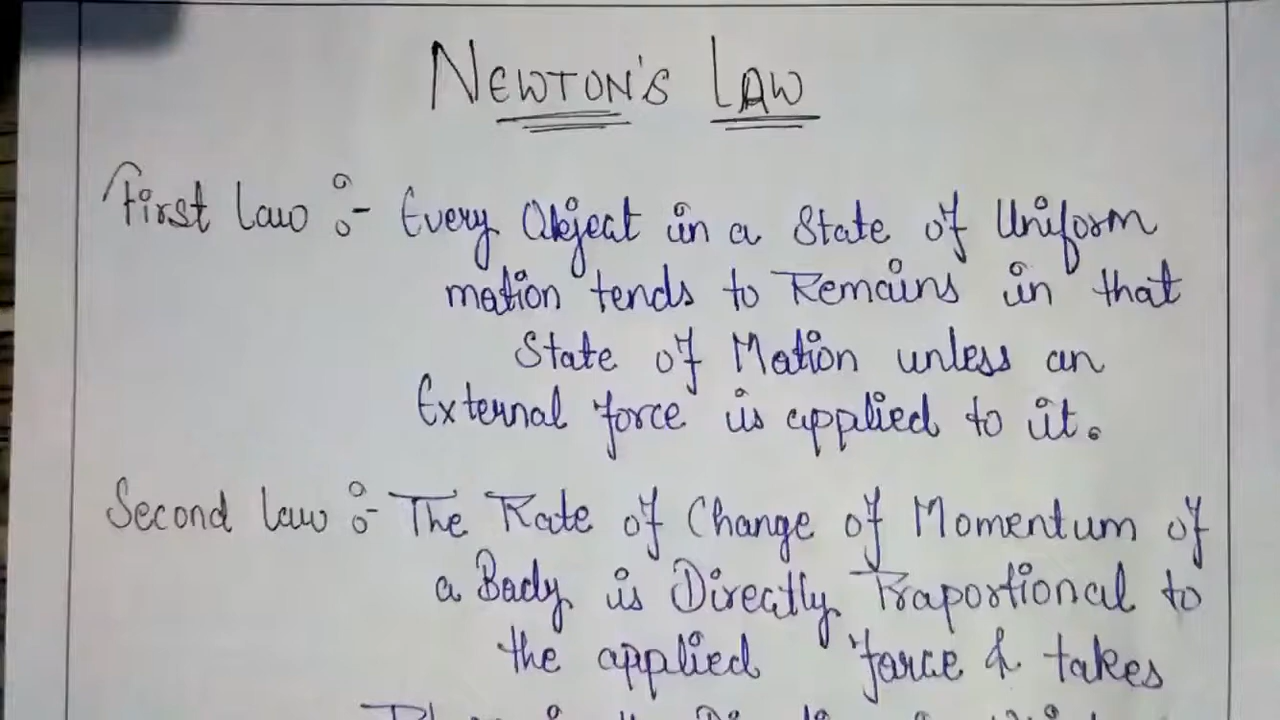 NEWTON'S LAW
First law :- Every Object in a State of Uniform
motion tends to Remains in that
State of Motion unless an
External force is applied to it.
Second law :- The Rate of Change of Momentum of
a Body is Directly Praportional to
the applied force & takes